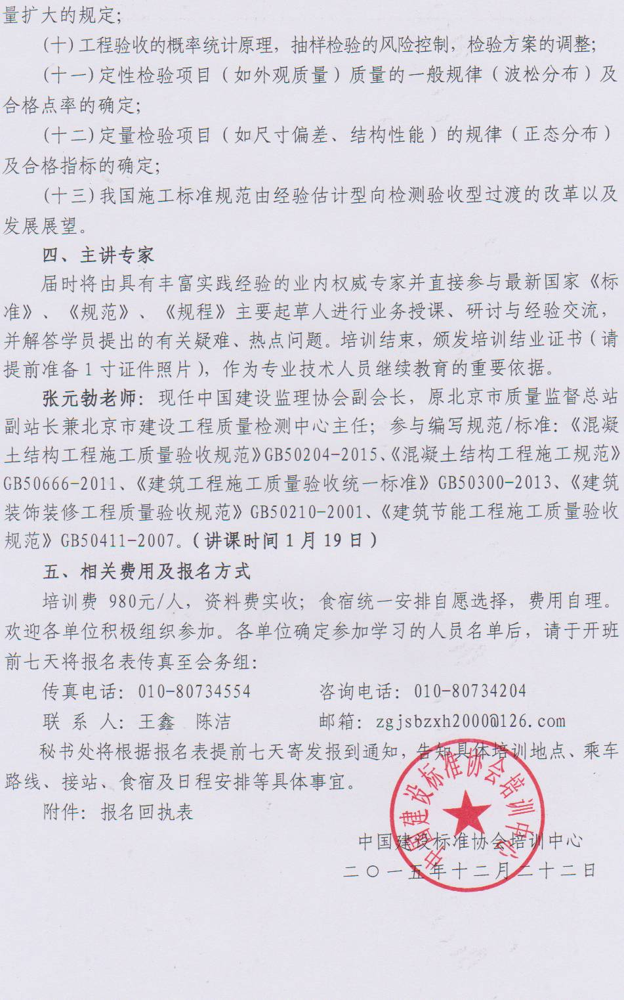 量扩大的规定；
(十)工程验收的概率统计原理，抽样检验的风险控制，检验方案的调整；
(十一)定性检验项目（如外观质量）质量的一般规律（波松分布）及
合格点率的确定；
(十二)定量检验项目（如尺寸偏差、结构性能）的规律（正态分布）
及合格指标的确定；
(十三)我国施工标准规范由经验估计型向检测验收型过渡的改革以及
发展展望。
四、主讲专家
届时将由具有丰富实践经验的业内权威专家并直接参与最新国家《标
准》、《规范》、《规程》主要起草人进行业务授课、研讨与经验交流，
并解答学员提出的有关疑难、热点问题。培训结束，颁发培训结业证书（请
提前准备1寸证件照片），作为专业技术人员继续教育的重要依据。
张元勃老师：现任中国建设监理协会副会长，原北京市质量监督总站
副站长兼北京市建设工程质量检测中心主任；参与编写规范/标准：《混凝
土结构工程施工质量验收规范》GB50204-2015、《混凝土结构工程施工规范》
GB50666-2011、《建筑工程施工质量验收统一标准》GB50300-2013、《建筑
装饰装修工程质量验收规范》GB50210-2001、《建筑节能工程施工质量验收
规范》GB50411-2007。（讲课时间1月19日）
五、相关费用及报名方式
培训费 980元/人，资料费实收；食宿统一安排自愿选择，费用自理。
欢迎各单位积极组织参加。各单位确定参加学习的人员名单后，请于开班
前七天将报名表传真至会务组：
传真电话：010-80734554 咨询电话：010-80734204
联 系 人：王鑫 陈洁 邮箱：zgjsbzxh2000@126.com
秘书处将根据报名表提前七天寄发报到通知，告知具体培训地点、乘车
路线、接站、食宿及日程安排等具体事宜。
附件：报名回执表
中国建设标准协会培训中心
中国建设标准协会培训中心
二〇一五年十二月二十二日